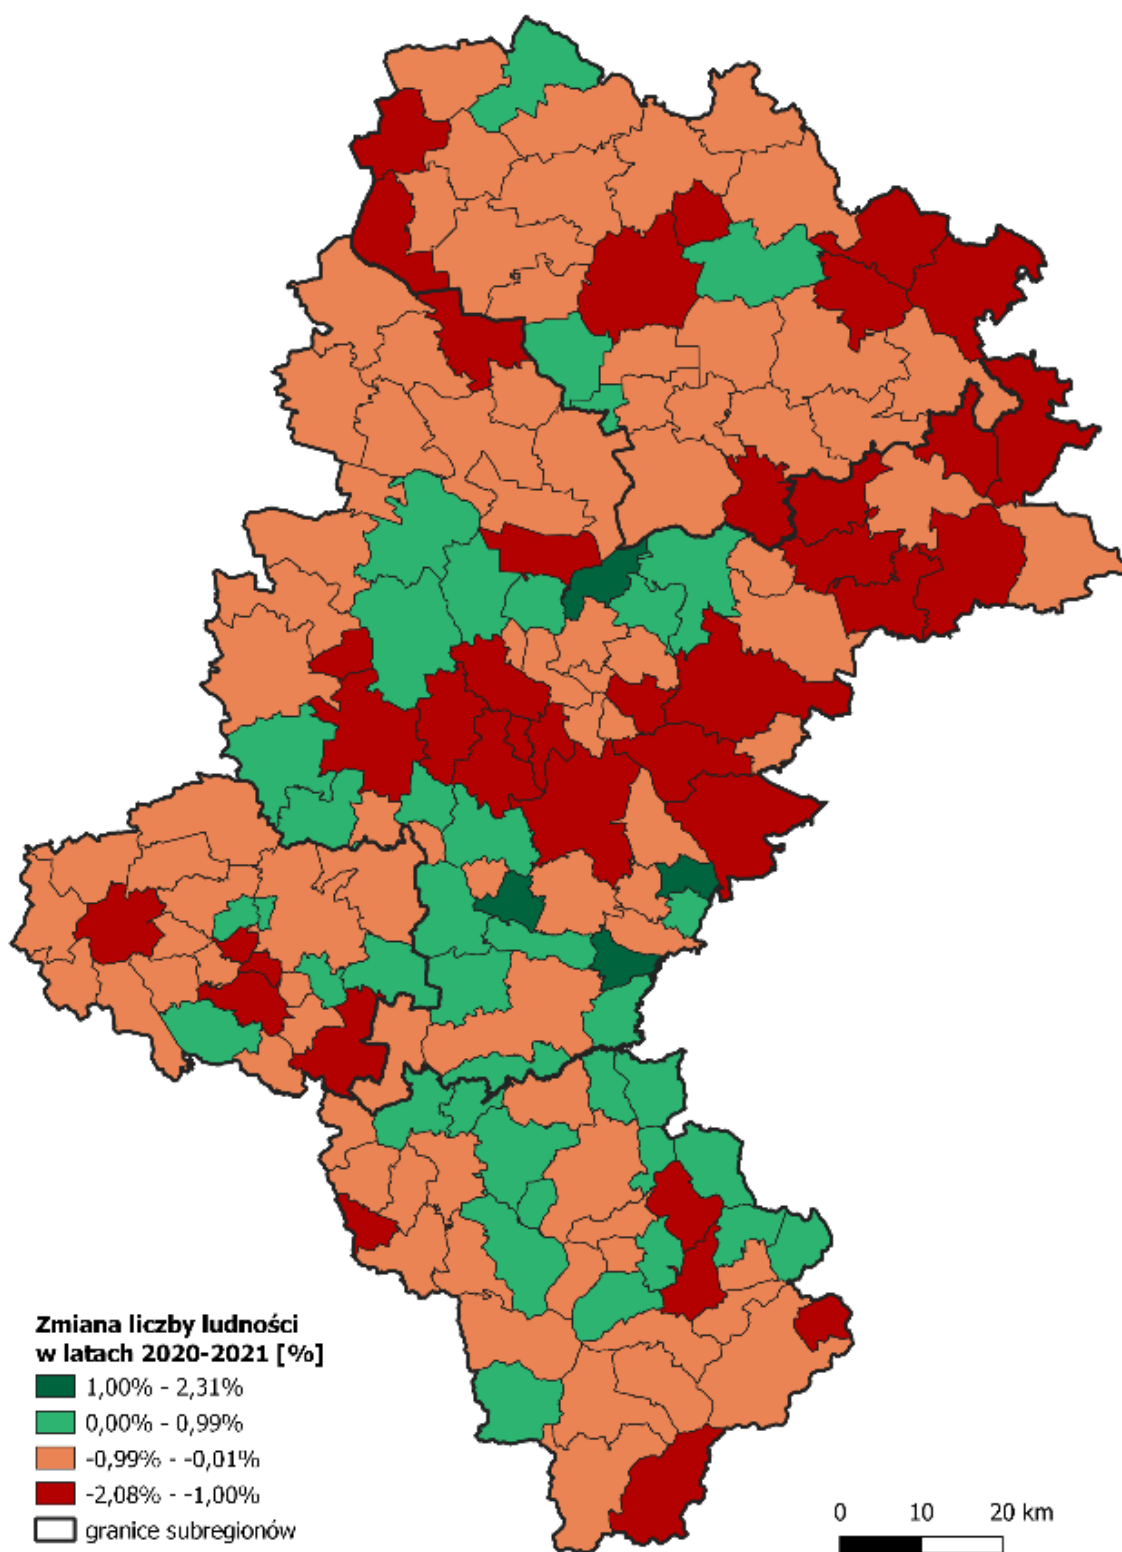 Zmiana liczby ludności
w latach 2020-2021 [%]
1,00% - 2,31%
0,00% - 0,99%
-0,99% - -0,01%
-2,08% - -1,00%
granice subregionów
0 10 20 km